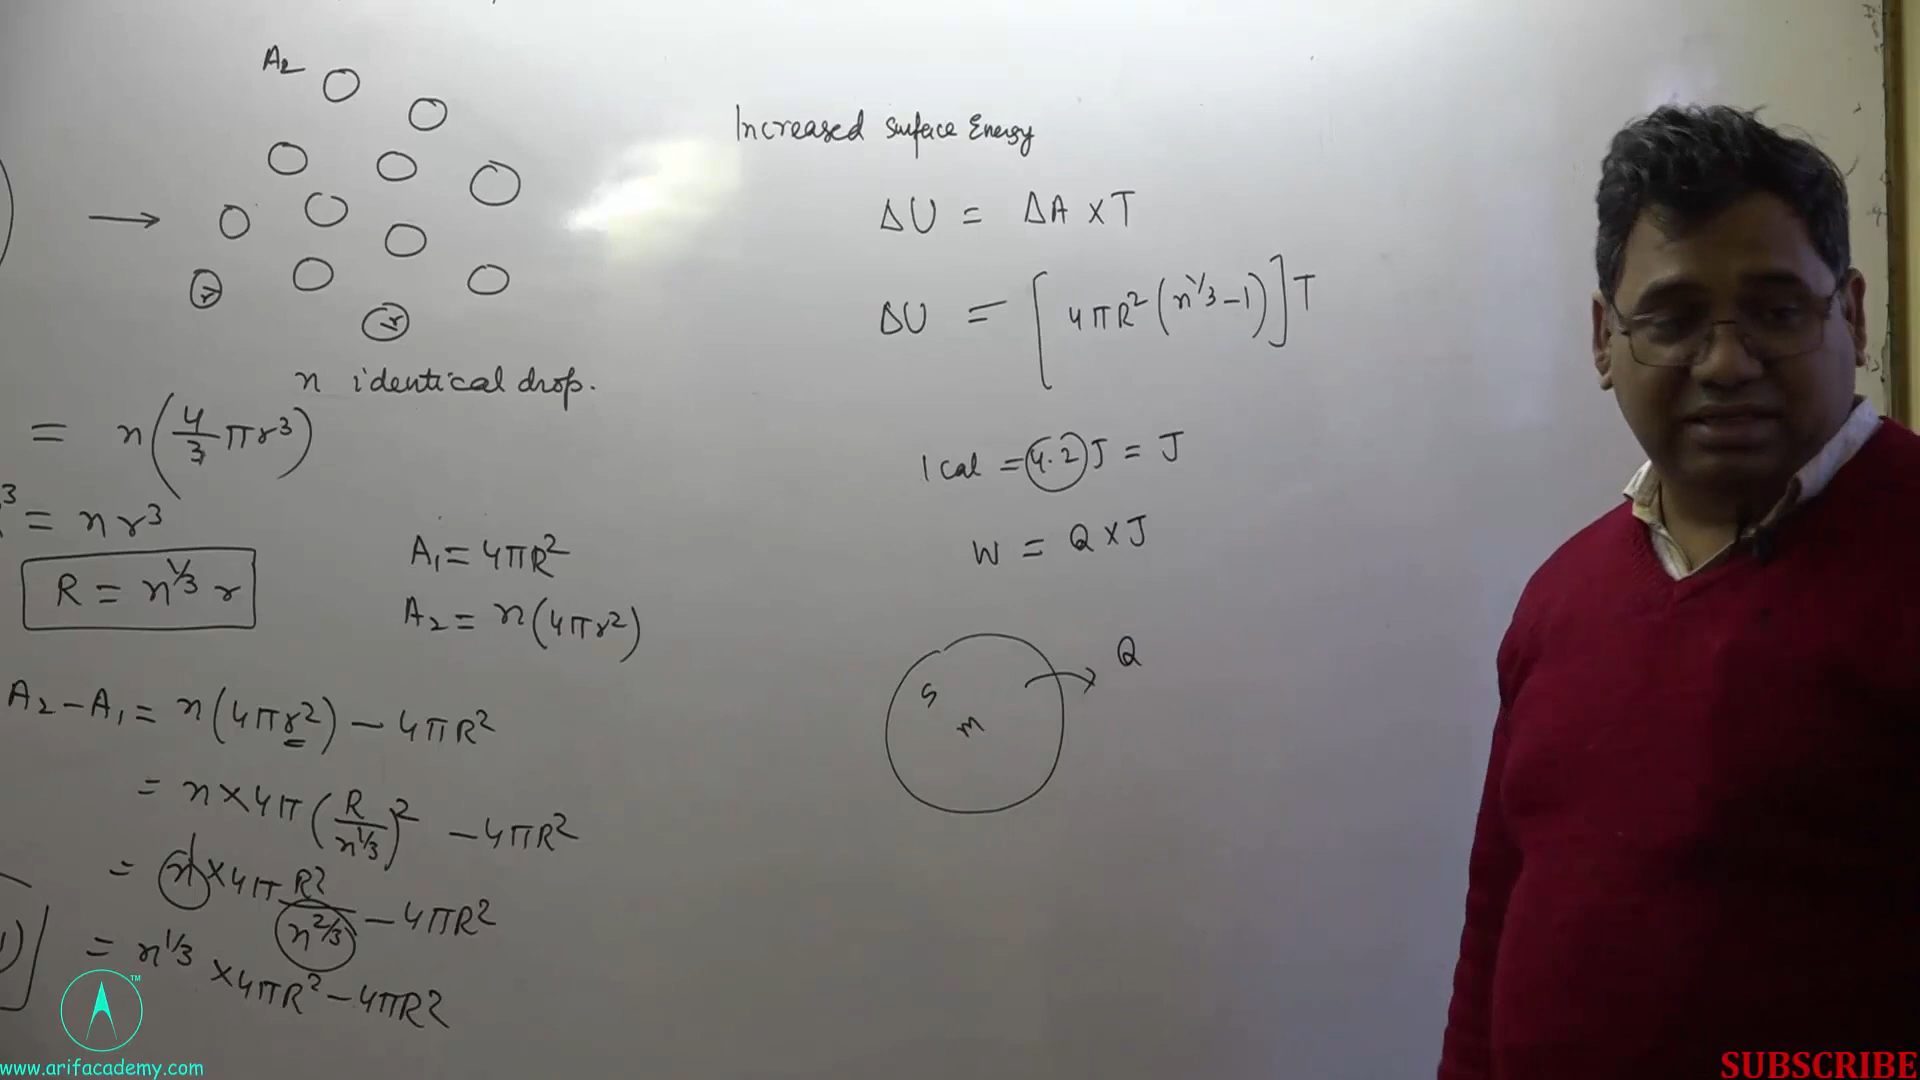 A₂
r
r
n identical drop.
= n(4/3 πr³)
³ = nr³
R = n^1/3 r
A₁ = 4πR²
A₂ = n(4πr²)
A₂ - A₁ = n(4πr²) - 4πR²
= n×4π(R/n^1/3)² - 4πR²
= n×4πR²/n^2/3 - 4πR²
= n^1/3 ×4πR² - 4πR²
Increased Surface Energy
ΔU = ΔA × T
ΔU = [4πR²(n^1/3 - 1)]T
1 Cal = 4.2 J = J
W = Q × J
Q
S
m
www.arifacademy.com
TM
SUBSCRIBE